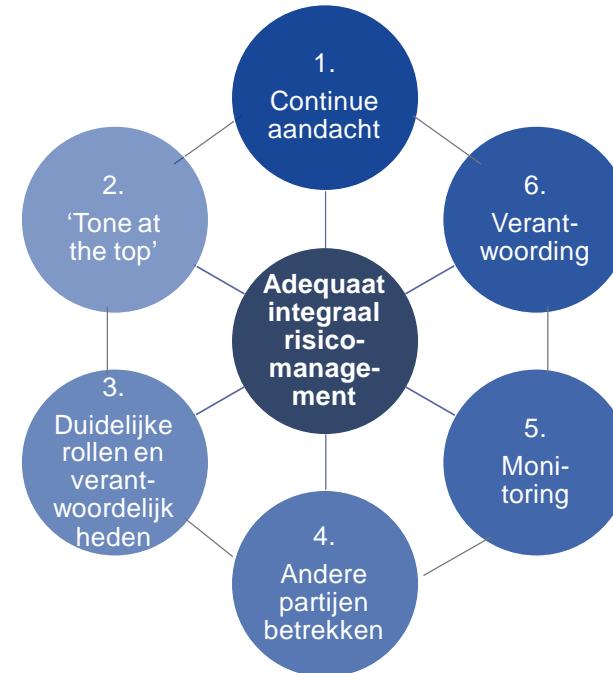 1.
Continue
aandacht
2.
‘Tone at
the top’
3.
Duidelijke
rollen en
verant-
woordelijk
heden
4.
Andere
partijen
betrekken
5.
Moni-
toring
6.
Verant-
woording
Adequaat
integraal
risico-
manage-
ment